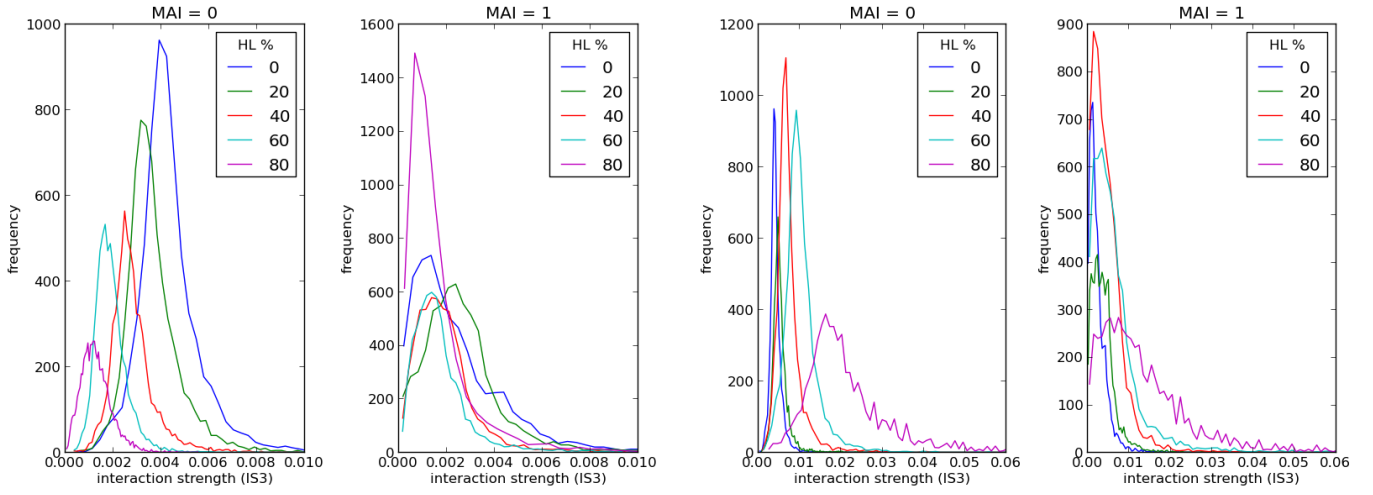 MAI = 0
1000
800
600
400
200
0
frequency
0.000 0.002 0.004 0.006 0.008 0.010
interaction strength (IS3)
HL %
0
20
40
60
80
MAI = 1
1600
1400
1200
1000
800
600
400
200
0
frequency
0.000 0.002 0.004 0.006 0.008 0.010
interaction strength (IS3)
HL %
0
20
40
60
80
MAI = 0
1200
1000
800
600
400
200
0
frequency
0.00 0.01 0.02 0.03 0.04 0.05 0.06
interaction strength (IS3)
HL %
0
20
40
60
80
MAI = 1
900
800
700
600
500
400
300
200
100
0
frequency
0.00 0.01 0.02 0.03 0.04 0.05 0.06
interaction strength (IS3)
HL %
0
20
40
60
80